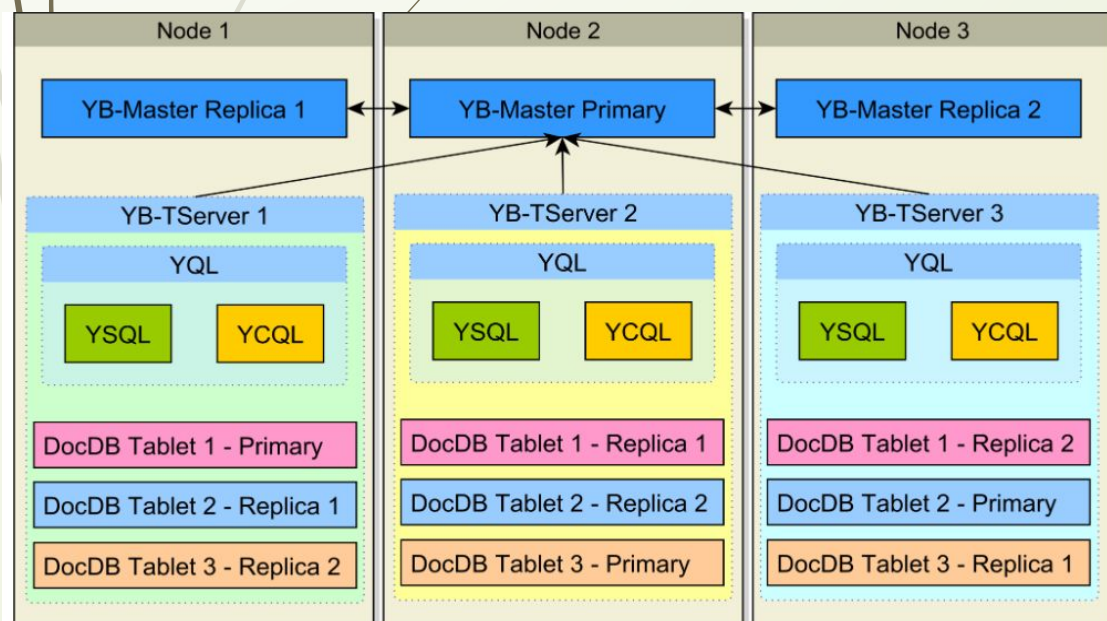 Node 1
Node 2
Node 3
YB-Master Replica 1
YB-Master Primary
YB-Master Replica 2
YB-TServer 1
YB-TServer 2
YB-TServer 3
YQL
YQL
YQL
YSQL
YCQL
YSQL
YCQL
YSQL
YCQL
DocDB Tablet 1 - Primary
DocDB Tablet 1 - Replica 1
DocDB Tablet 1 - Replica 2
DocDB Tablet 2 - Replica 1
DocDB Tablet 2 - Replica 2
DocDB Tablet 2 - Primary
DocDB Tablet 3 - Replica 2
DocDB Tablet 3 - Primary
DocDB Tablet 3 - Replica 1